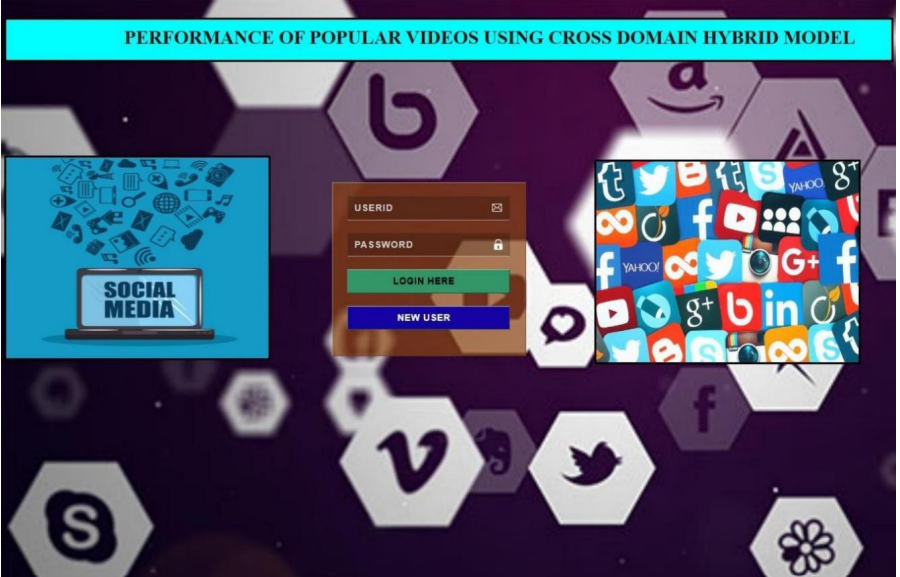 PERFORMANCE OF POPULAR VIDEOS USING CROSS DOMAIN HYBRID MODEL
SOCIAL
MEDIA
USERID
PASSWORD
LOGIN HERE
NEW USER
YAHOO!
g+
YAHOO!
G+
g+
in